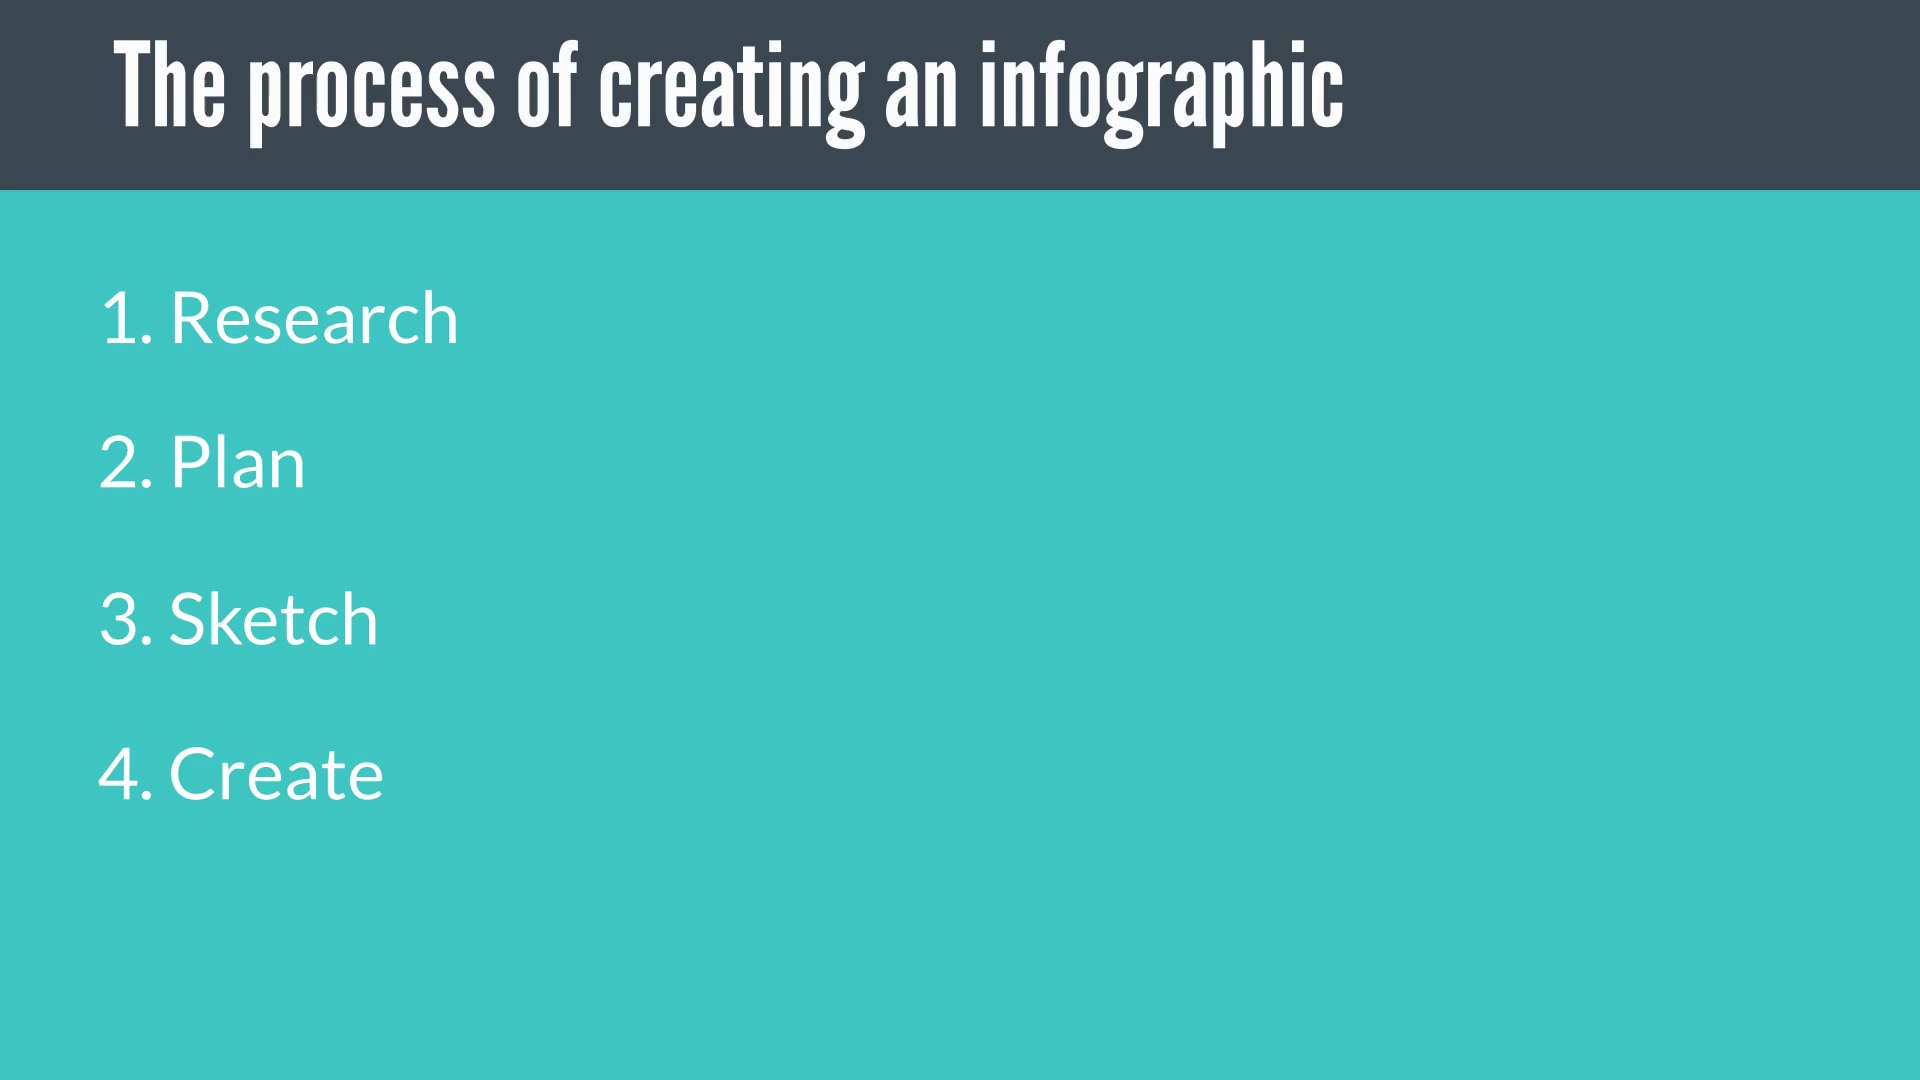 The process of creating an infographic
1. Research
2. Plan
3. Sketch
4. Create